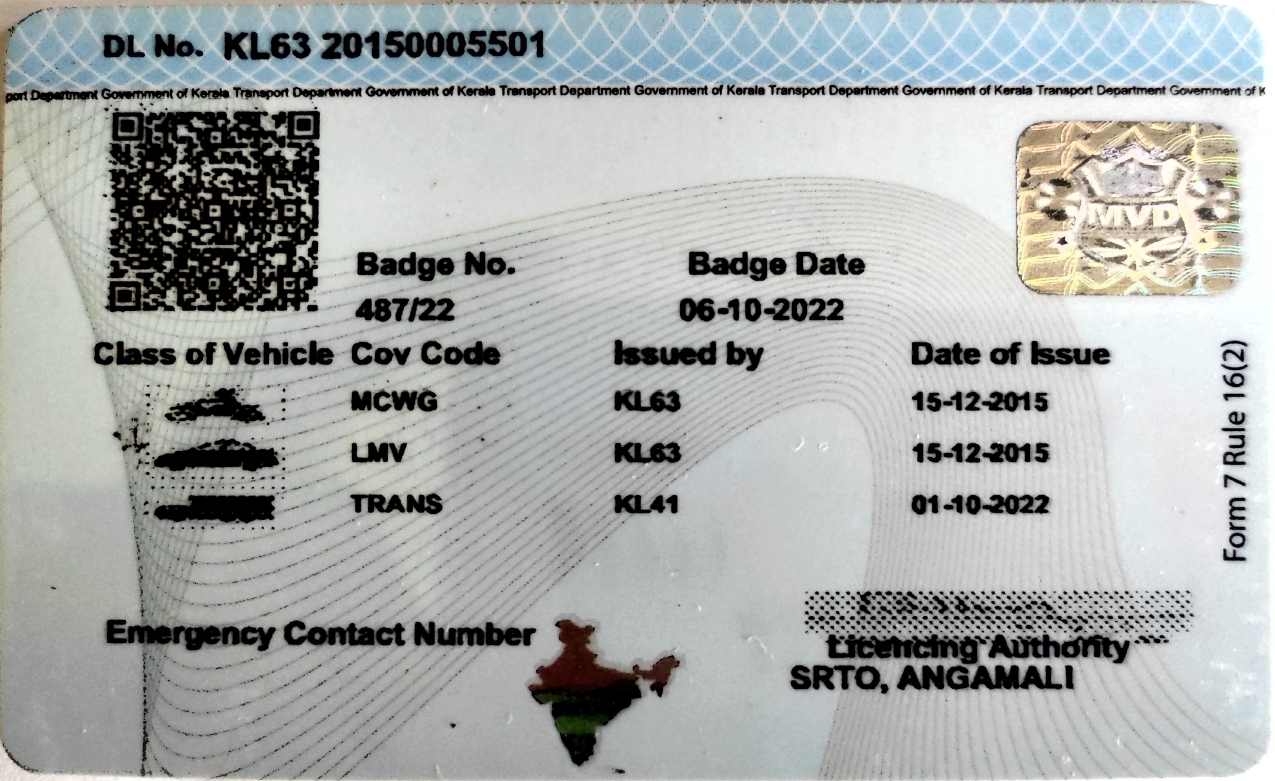 DL No. KL63 20150005501
port Department Government of Kerala Transport Department Government of Kerala Transport Department Government of Kerala Transport Department Government of Kerala Transport Department Government of K
MVD
Badge No. Badge Date
487/22 06-10-2022
Class of Vehicle Cov Code Issued by Date of Issue
MCWG KL63 15-12-2015
LMV KL63 15-12-2015
TRANS KL41 01-10-2022
Form 7 Rule 16(2)
Emergency Contact Number
Licencing Authority
SRTO, ANGAMALI